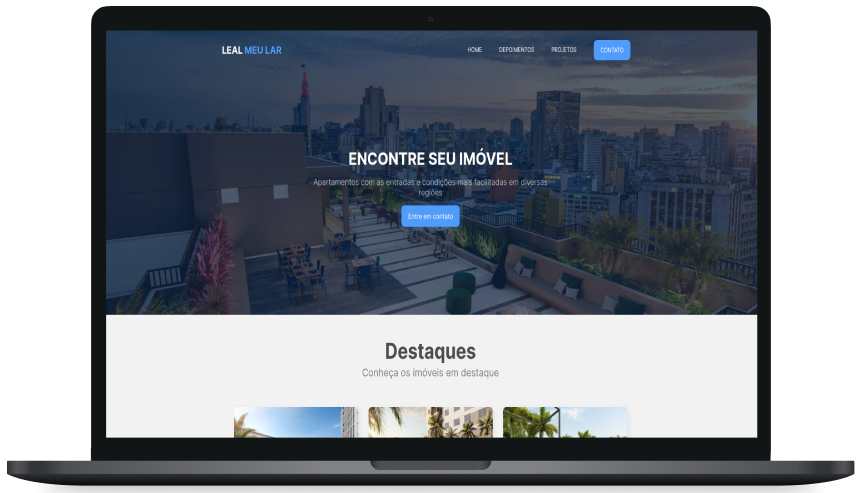 LEAL MEU LAR
HOME DEPOIMENTOS PROJETOS CONTATO
ENCONTRE SEU IMÓVEL
Apartamentos com as entradas e condições mais facilitadas em diversas
regiões
Entre em contato
Destaques
Conheça os imóveis em destaque